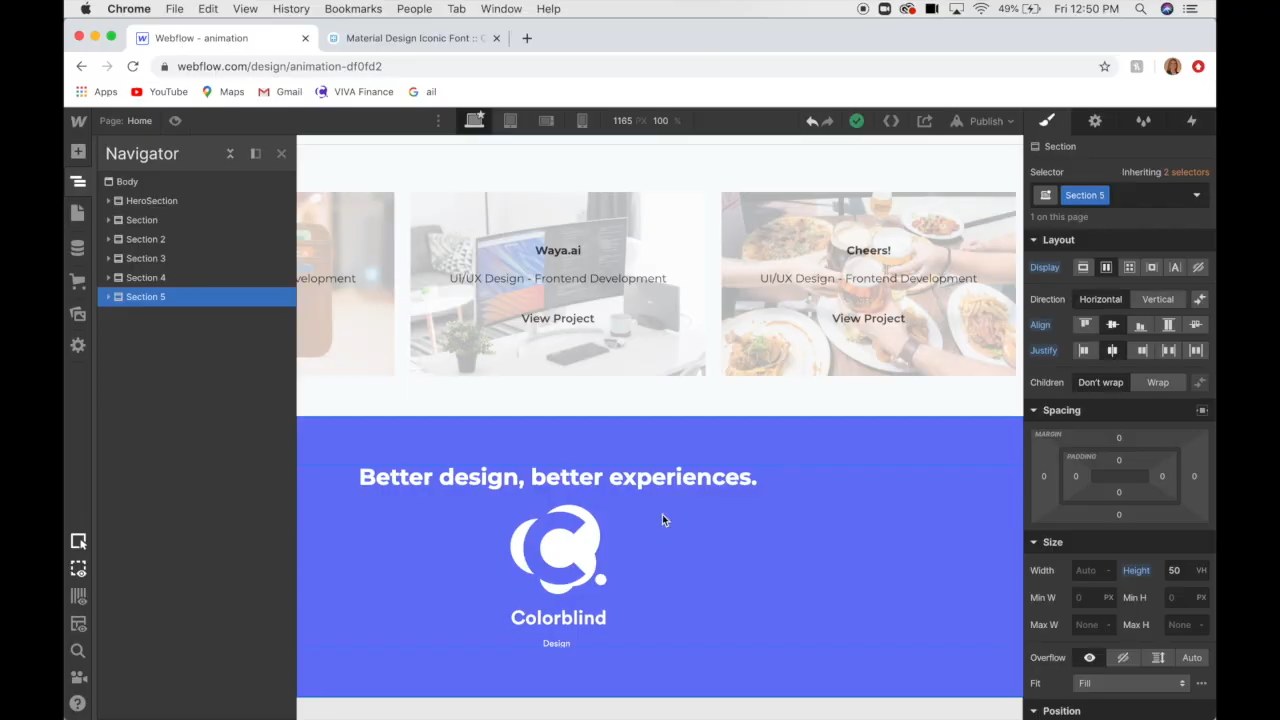 Chrome File Edit View History Bookmarks People Tab Window Help 49% Fri 12:50 PM
Webflow - animation Material Design Iconic Font :: C
webflow.com/design/animation-df0fd2
Apps YouTube Maps Gmail VIVA Finance ail
Page: Home 1165 PX 100 % Publish
Navigator
Body
HeroSection
Section
Section 2
Section 3
Section 4
Section 5
velopment
Waya.ai
UI/UX Design - Frontend Development
View Project
Cheers!
UI/UX Design - Frontend Development
View Project
Better design, better experiences.
Colorblind
Design
Section
Selector Inheriting 2 selectors
Section 5
1 on this page
Layout
Display
Direction Horizontal Vertical
Align
Justify
Children Don't wrap Wrap
Spacing
MARGIN
0
PADDING
0
0 0 0 0
0
0
Size
Width Auto - Height 50 VH
Min W 0 PX Min H 0 PX
Max W None - Max H None -
Overflow Auto
Fit Fill
Position